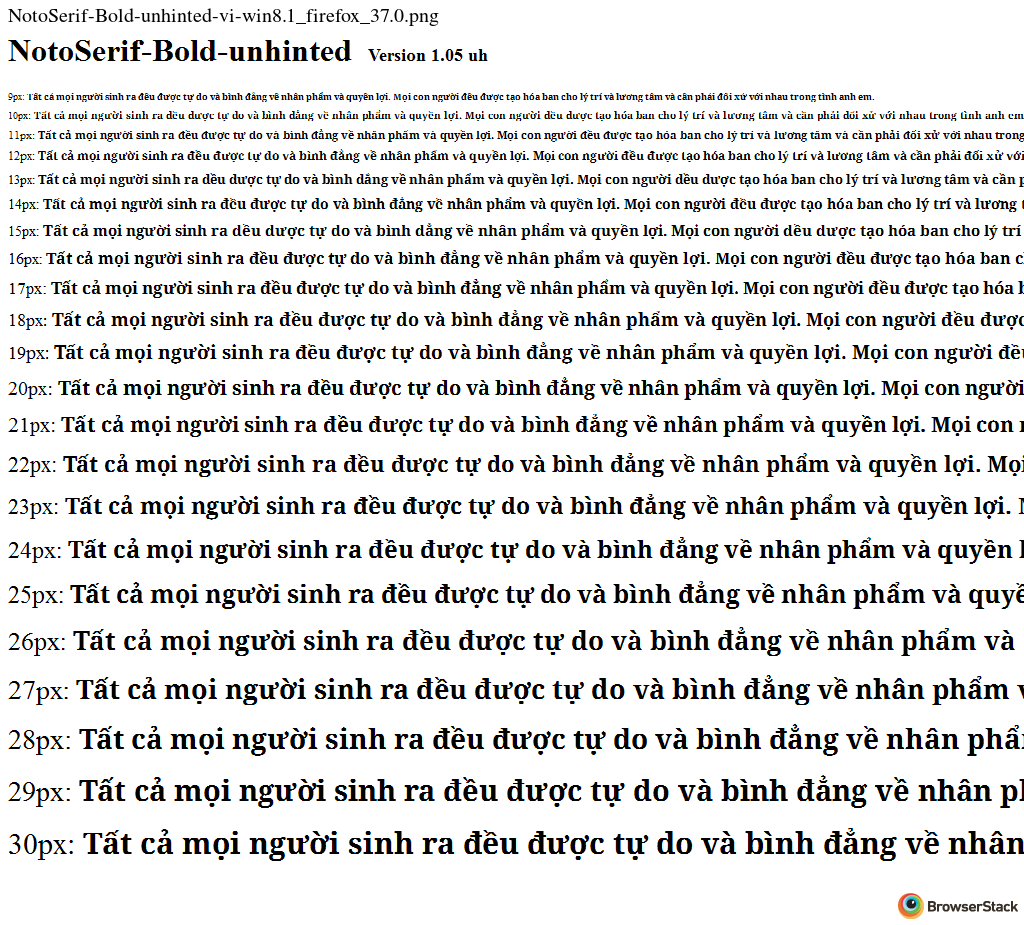 NotoSerif-Bold-unhinted-vi-win8.1_firefox_37.0.png
NotoSerif-Bold-unhinted Version 1.05 uh
9px: Tất cả mọi người sinh ra đều được tự do và bình đẳng về nhân phẩm và quyền lợi. Mọi con người đều được tạo hóa ban cho lý trí và lương tâm và cần phải đối xử với nhau trong tình anh em.
10px: Tất cả mọi người sinh ra đều được tự do và bình đẳng về nhân phẩm và quyền lợi. Mọi con người đều được tạo hóa ban cho lý trí và lương tâm và cần phải đối xử với nhau trong tình anh em
11px: Tất cả mọi người sinh ra đều được tự do và bình đẳng về nhân phẩm và quyền lợi. Mọi con người đều được tạo hóa ban cho lý trí và lương tâm và cần phải đối xử với nhau trong
12px: Tất cả mọi người sinh ra đều được tự do và bình đẳng về nhân phẩm và quyền lợi. Mọi con người đều được tạo hóa ban cho lý trí và lương tâm và cần phải đối xử với
13px: Tất cả mọi người sinh ra đều được tự do và bình đẳng về nhân phẩm và quyền lợi. Mọi con người đều được tạo hóa ban cho lý trí và lương tâm và cần p
14px: Tất cả mọi người sinh ra đều được tự do và bình đẳng về nhân phẩm và quyền lợi. Mọi con người đều được tạo hóa ban cho lý trí và lương t
15px: Tất cả mọi người sinh ra đều được tự do và bình đẳng về nhân phẩm và quyền lợi. Mọi con người đều được tạo hóa ban cho lý trí
16px: Tất cả mọi người sinh ra đều được tự do và bình đẳng về nhân phẩm và quyền lợi. Mọi con người đều được tạo hóa ban c
17px: Tất cả mọi người sinh ra đều được tự do và bình đẳng về nhân phẩm và quyền lợi. Mọi con người đều được tạo hóa b
18px: Tất cả mọi người sinh ra đều được tự do và bình đẳng về nhân phẩm và quyền lợi. Mọi con người đều được
19px: Tất cả mọi người sinh ra đều được tự do và bình đẳng về nhân phẩm và quyền lợi. Mọi con người đều
20px: Tất cả mọi người sinh ra đều được tự do và bình đẳng về nhân phẩm và quyền lợi. Mọi con người
21px: Tất cả mọi người sinh ra đều được tự do và bình đẳng về nhân phẩm và quyền lợi. Mọi con
22px: Tất cả mọi người sinh ra đều được tự do và bình đẳng về nhân phẩm và quyền lợi. Mọi
23px: Tất cả mọi người sinh ra đều được tự do và bình đẳng về nhân phẩm và quyền lợi.
24px: Tất cả mọi người sinh ra đều được tự do và bình đẳng về nhân phẩm và quyền
25px: Tất cả mọi người sinh ra đều được tự do và bình đẳng về nhân phẩm và quyề
26px: Tất cả mọi người sinh ra đều được tự do và bình đẳng về nhân phẩm và
27px: Tất cả mọi người sinh ra đều được tự do và bình đẳng về nhân phẩm v
28px: Tất cả mọi người sinh ra đều được tự do và bình đẳng về nhân phẩ
29px: Tất cả mọi người sinh ra đều được tự do và bình đẳng về nhân ph
30px: Tất cả mọi người sinh ra đều được tự do và bình đẳng về nhân
BrowserStack